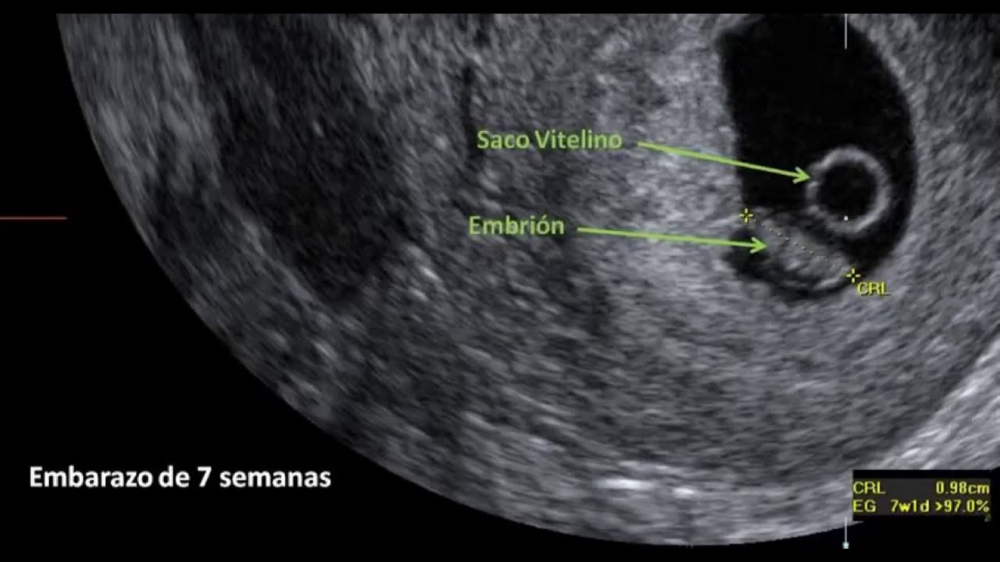 Saco Vitelino
Embrión
CRL
Embarazo de 7 semanas
CRL 0.98cm
EG 7w1d >97.0%